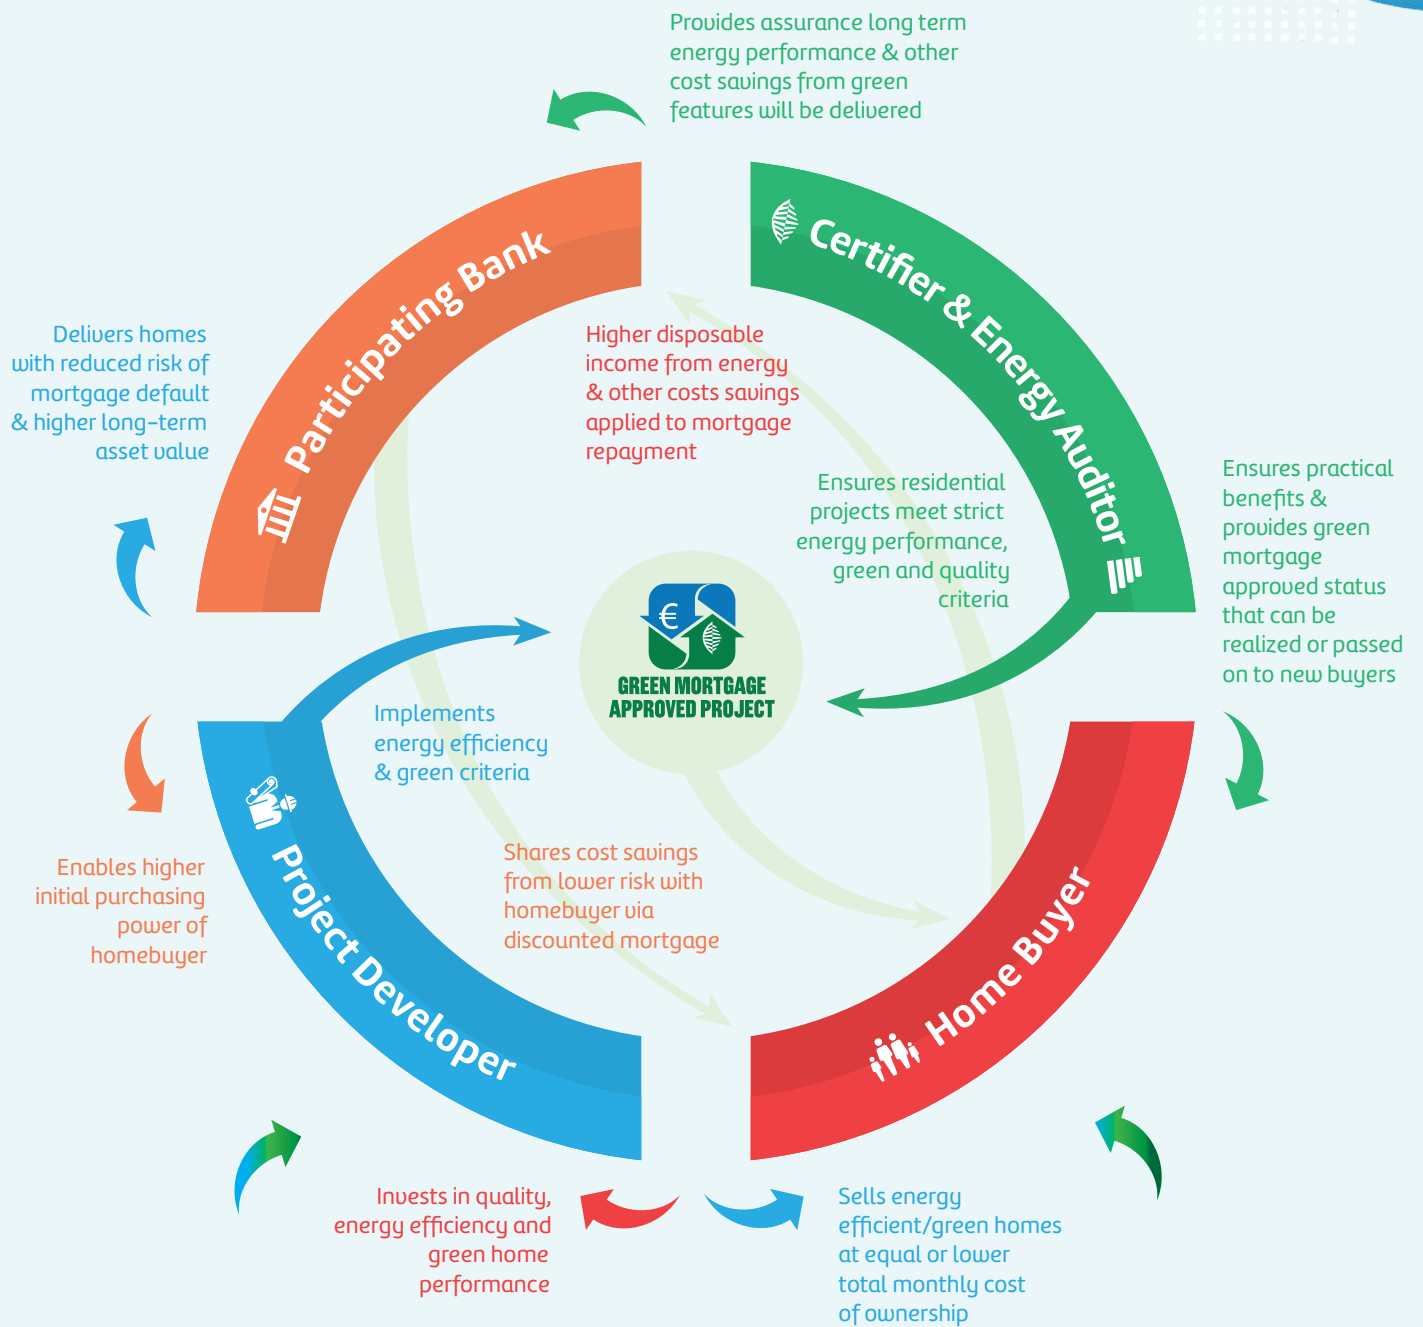 Provides assurance long term
energy performance & other
cost savings from green
features will be delivered
Participating Bank
Certifier & Energy Auditor
Delivers homes
with reduced risk of
mortgage default
& higher long-term
asset value
Higher disposable
income from energy
& other costs savings
applied to mortgage
repayment
Ensures residential
projects meet strict
energy performance,
green and quality
criteria
Ensures practical
benefits &
provides green
mortgage
approved status
that can be
realized or passed
on to new buyers
€
GREEN MORTGAGE
APPROVED PROJECT
Implements
energy efficiency
& green criteria
Enables higher
initial purchasing
power of
homebuyer
Shares cost savings
from lower risk with
homebuyer via
discounted mortgage
Project Developer
Home Buyer
Invests in quality,
energy efficiency and
green home
performance
Sells energy
efficient/green homes
at equal or lower
total monthly cost
of ownership